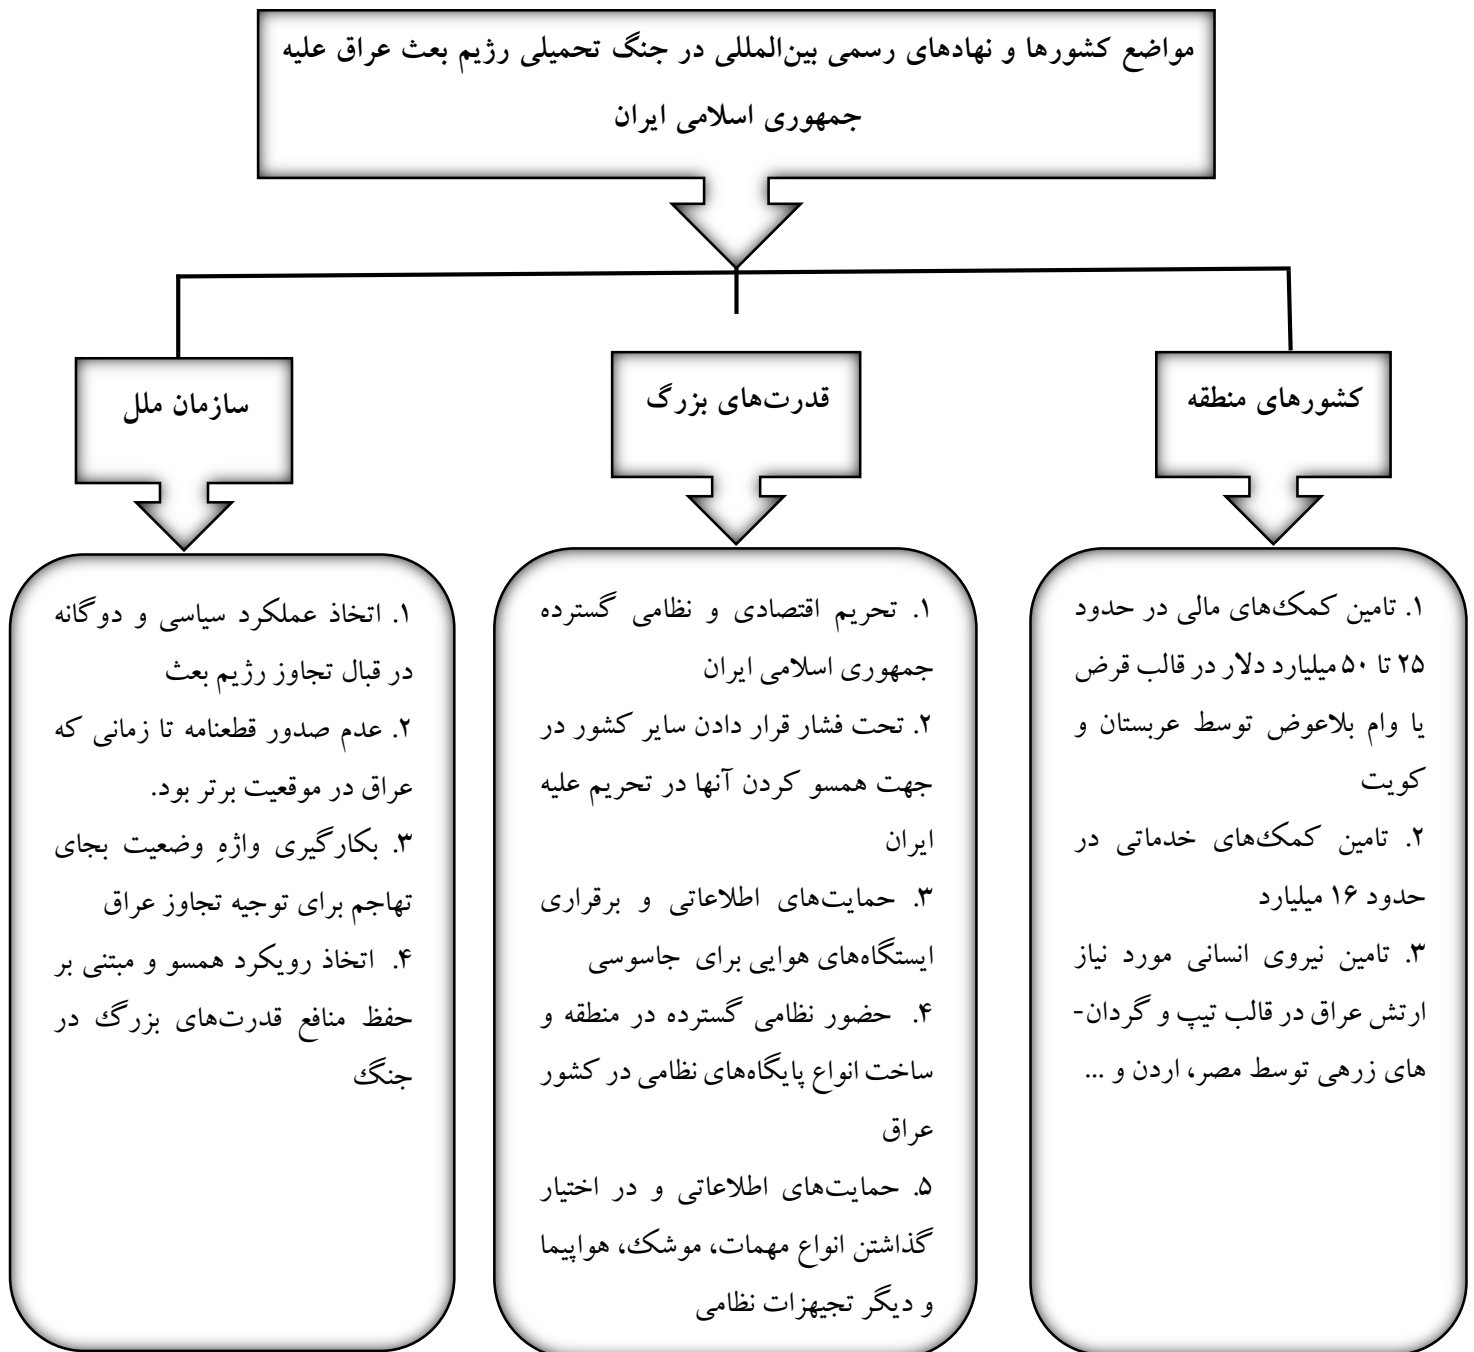 مواضع کشورها و نهادهای رسمی بین‌المللی در جنگ تحمیلی رژیم بعث عراق علیه
جمهوری اسلامی ایران
کشورهای منطقه
۱. تامین کمک‌های مالی در حدود
۲۵ تا ۵۰ میلیارد دلار در قالب قرض
یا وام بلاعوض توسط عربستان و
کویت
۲. تامین کمک‌های خدماتی در
حدود ۱۶ میلیارد
۳. تامین نیروی انسانی مورد نیاز
ارتش عراق در قالب تیپ و گردان-
های زرهی توسط مصر، اردن و ...
قدرت‌های بزرگ
۱. تحریم اقتصادی و نظامی گسترده
جمهوری اسلامی ایران
۲. تحت فشار قرار دادن سایر کشور در
جهت همسو کردن آنها در تحریم علیه
ایران
۳. حمایت‌های اطلاعاتی و برقراری
ایستگاه‌های هوایی برای جاسوسی
۴. حضور نظامی گسترده در منطقه و
ساخت انواع پایگاه‌های نظامی در کشور
عراق
۵. حمایت‌های اطلاعاتی و در اختیار
گذاشتن انواع مهمات، موشک، هواپیما
و دیگر تجیهزات نظامی
سازمان ملل
۱. اتخاذ عملکرد سیاسی و دوگانه
در قبال تجاوز رژیم بعث
۲. عدم صدور قطعنامه تا زمانی که
عراق در موقعیت برتر بود.
۳. بکارگیری واژهِ وضعیت بجای
تهاجم برای توجیه تجاوز عراق
۴. اتخاذ رویکرد همسو و مبتنی بر
حفظ منافع قدرت‌های بزرگ در
جنگ